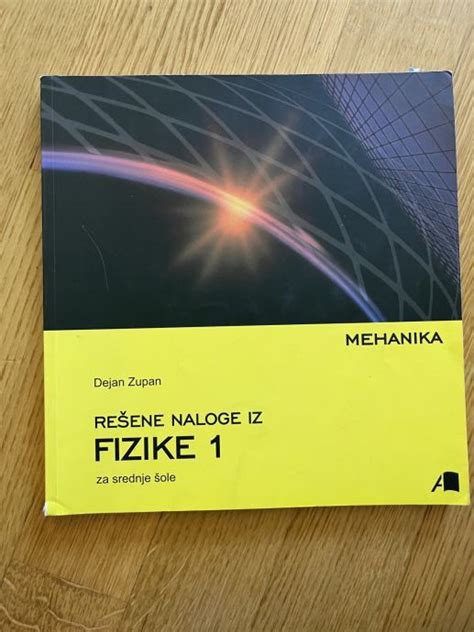 MEHANIKA
Dejan Zupan
REŠENE NALOGE IZ
FIZIKE 1
za srednje šole
A